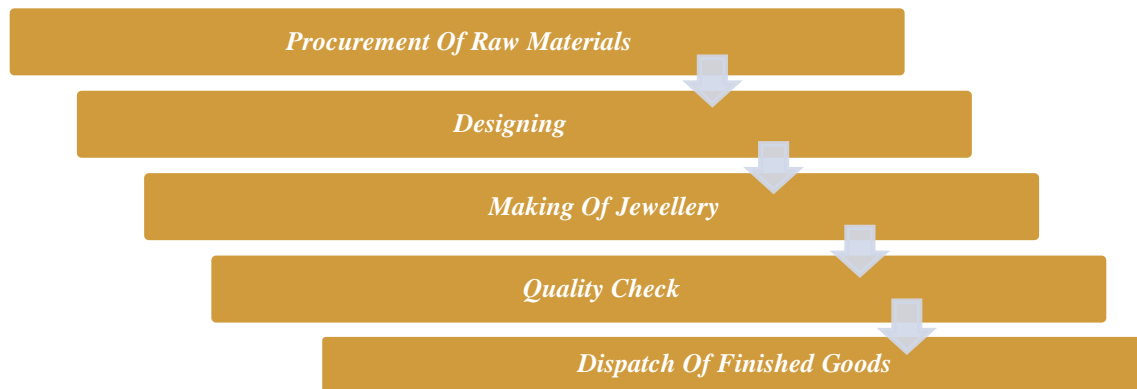 Procurement Of Raw Materials
Designing
Making Of Jewellery
Quality Check
Dispatch Of Finished Goods